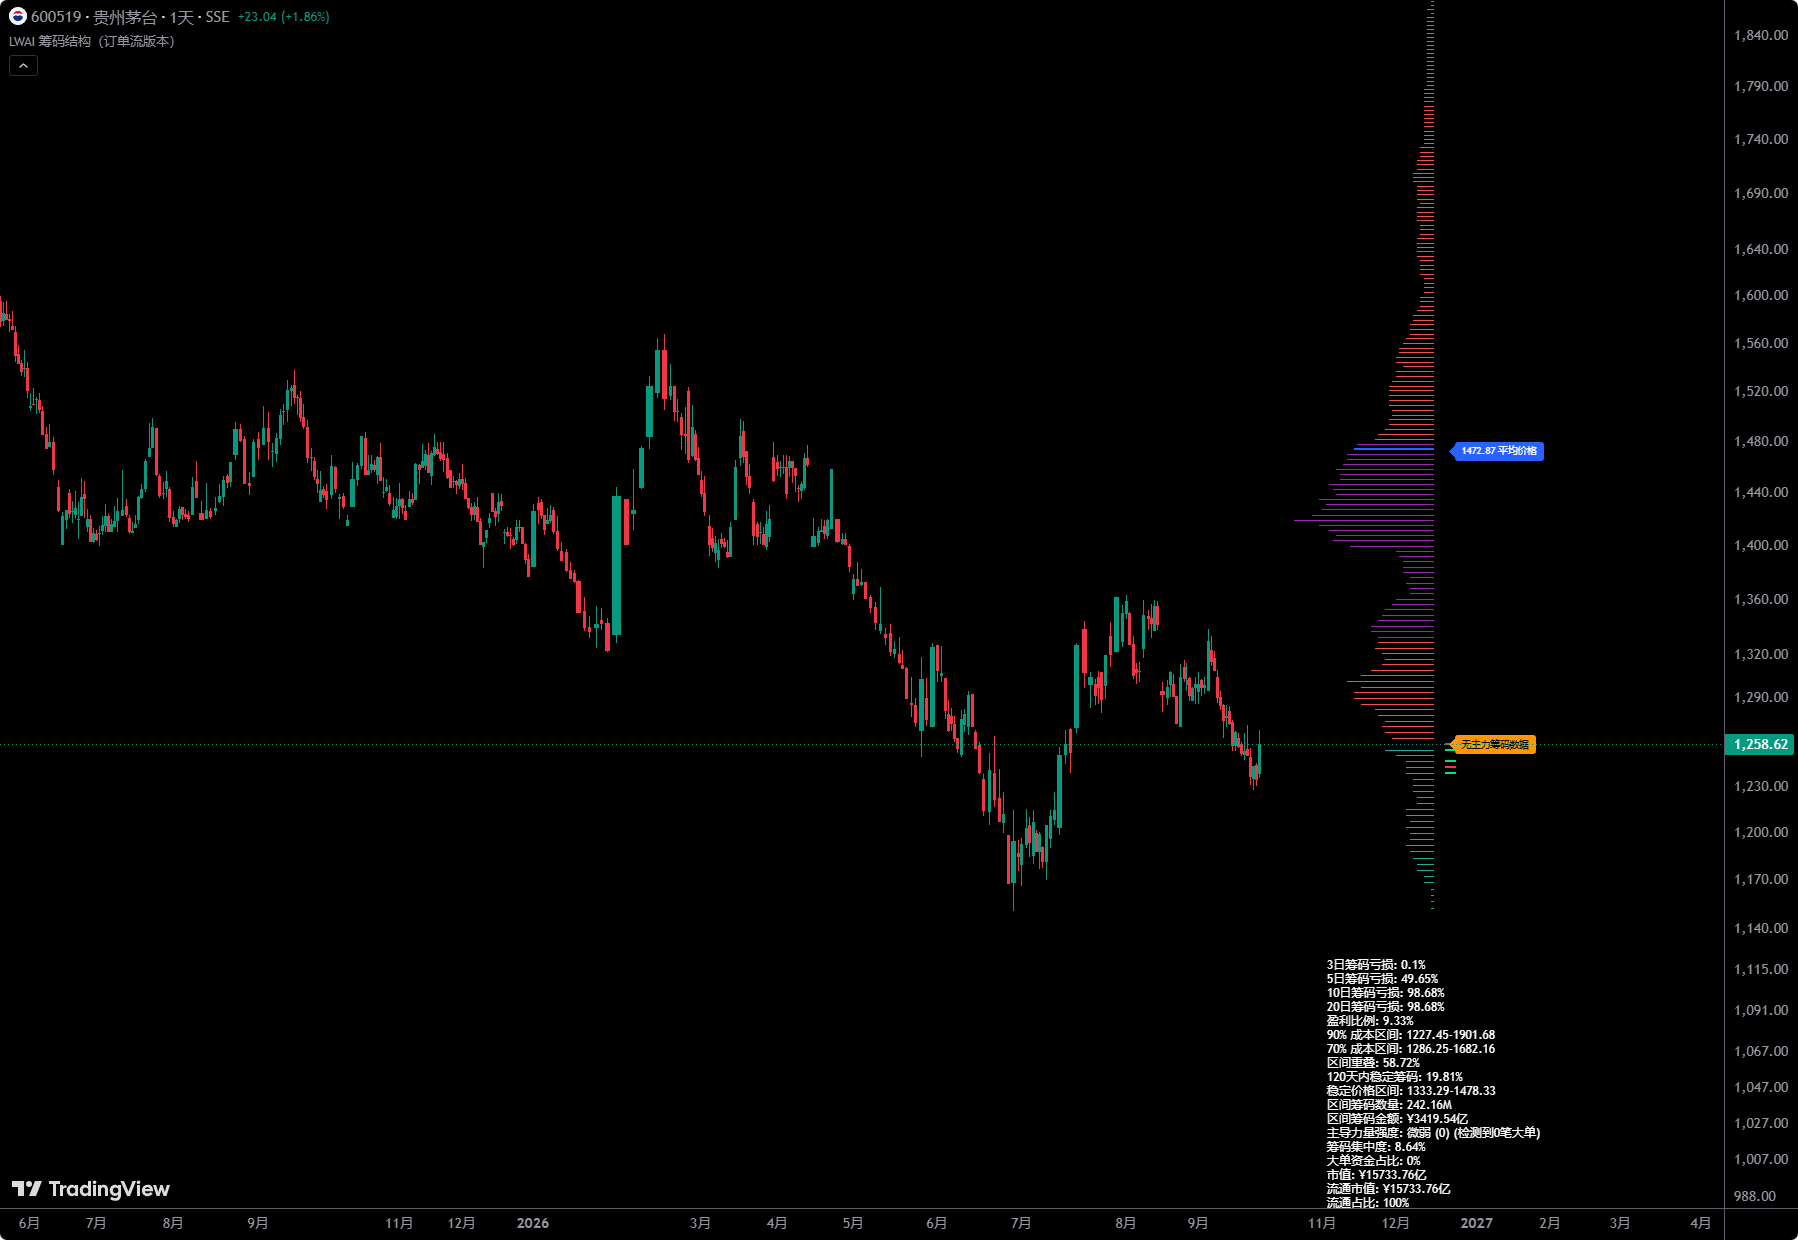 600519 · 贵州茅台 · 1天 · SSE +23.04 (+1.86%)
LWAI 筹码结构（订单流版本）
1,840.00
1,790.00
1,740.00
1,690.00
1,640.00
1,600.00
1,560.00
1,520.00
1,480.00
1472.87 平均价格
1,440.00
1,400.00
1,360.00
1,320.00
1,290.00
无主力筹码数据
1,258.62
1,230.00
1,200.00
1,170.00
1,140.00
1,115.00
1,091.00
1,067.00
1,047.00
1,027.00
1,007.00
988.00
3日筹码亏损: 0.1%
5日筹码亏损: 49.65%
10日筹码亏损: 98.68%
20日筹码亏损: 98.68%
盈利比例: 9.33%
90% 成本区间: 1227.45-1901.68
70% 成本区间: 1286.25-1682.16
区间重叠: 58.72%
120天内稳定筹码: 19.81%
稳定价格区间: 1333.29-1478.33
区间筹码数量: 242.16M
区间筹码金额: ¥3419.54亿
主导力量强度: 微弱 (0) (检测到0笔大单)
筹码集中度: 8.64%
大单资金占比: 0%
市值: ¥15733.76亿
流通市值: ¥15733.76亿
流通占比: 100%
TradingView
6月 7月 8月 9月 11月 12月 2026 3月 4月 5月 6月 7月 8月 9月 11月 12月 2027 2月 3月 4月